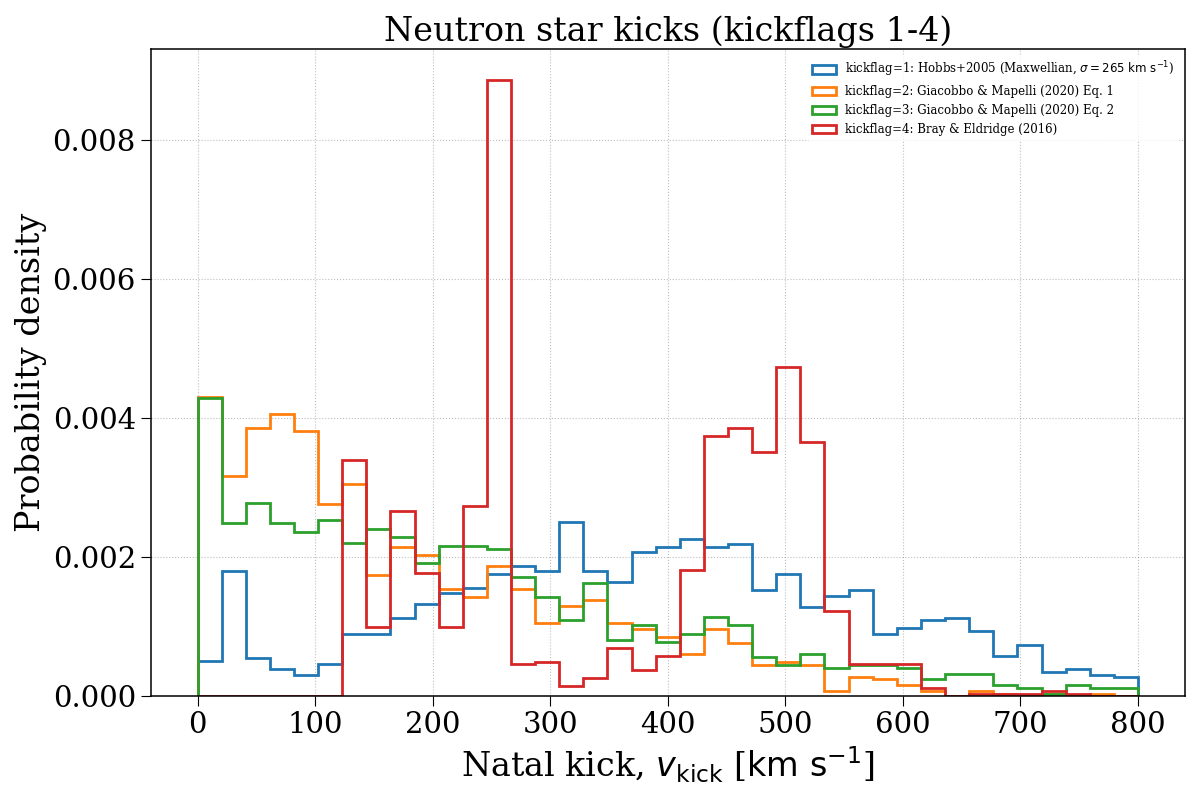 Neutron star kicks (kickflags 1-4)
kickflag=1: Hobbs+2005 (Maxwellian, σ = 265 km s⁻¹)
kickflag=2: Giacobbo & Mapelli (2020) Eq. 1
kickflag=3: Giacobbo & Mapelli (2020) Eq. 2
kickflag=4: Bray & Eldridge (2016)
Probability density
0.008
0.006
0.004
0.002
0.000
0 100 200 300 400 500 600 700 800
Natal kick, v_kick [km s⁻¹]